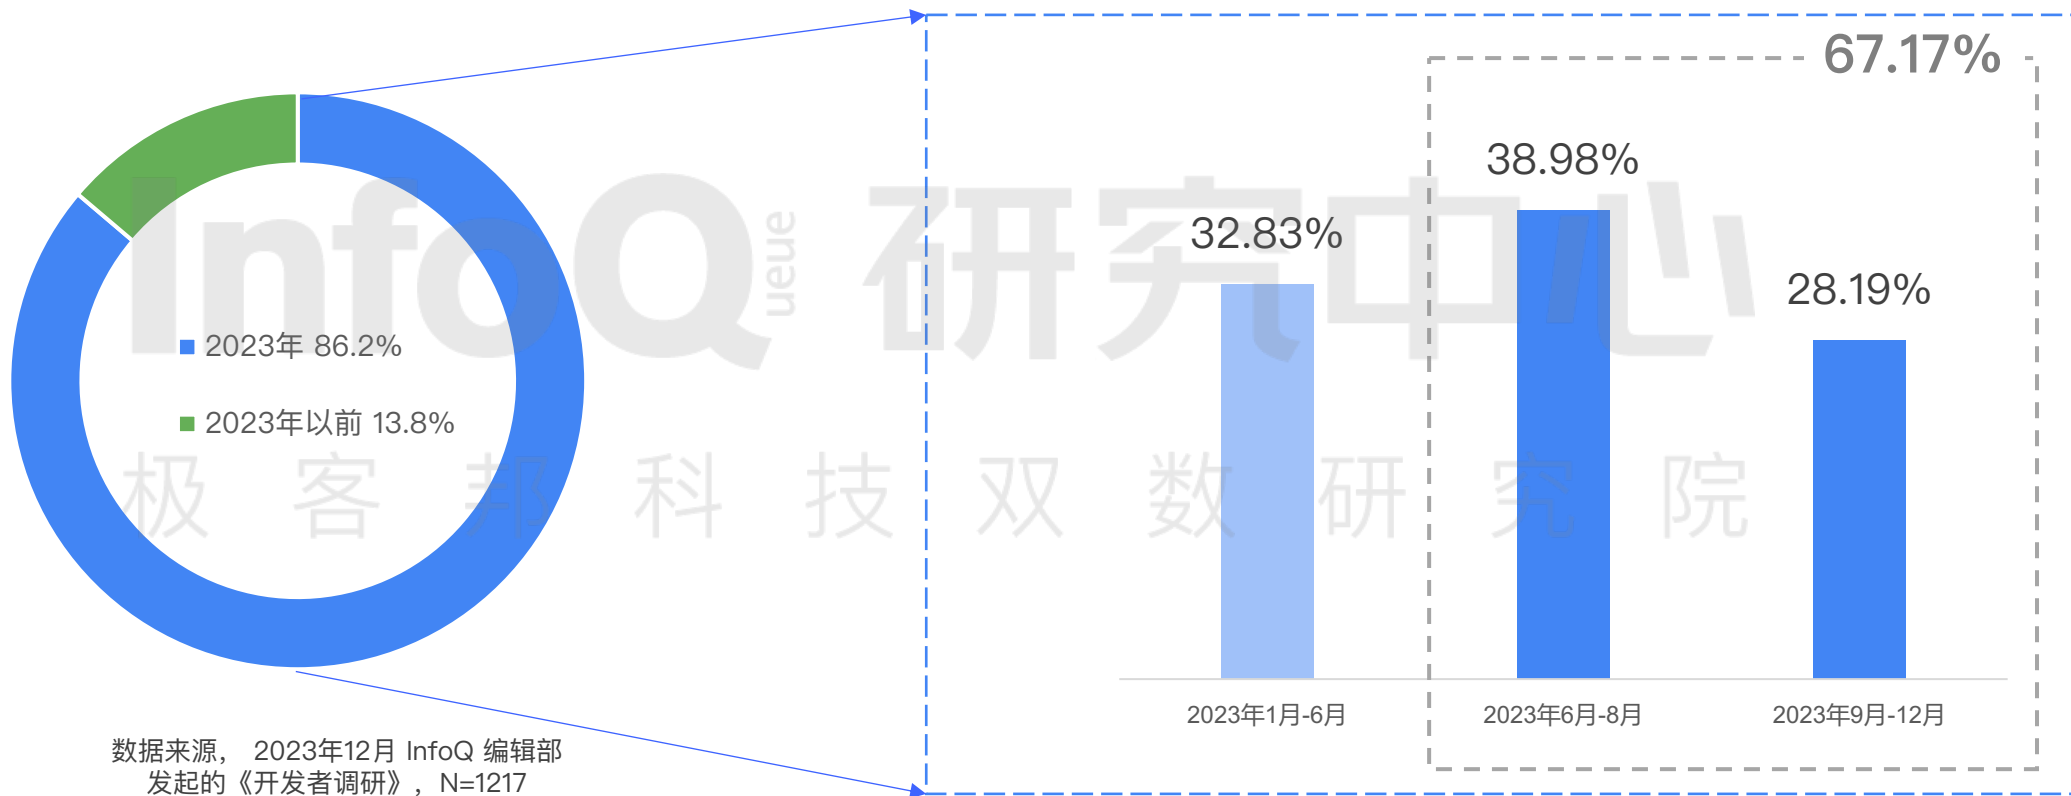 67.17%
38.98%
32.83%
28.19%
InfoQ ueue 研究中心
2023年 86.2%
2023年以前 13.8%
极客邦科技双数研究院
2023年1月-6月
2023年6月-8月
2023年9月-12月
数据来源， 2023年12月 InfoQ 编辑部
发起的《开发者调研》，N=1217